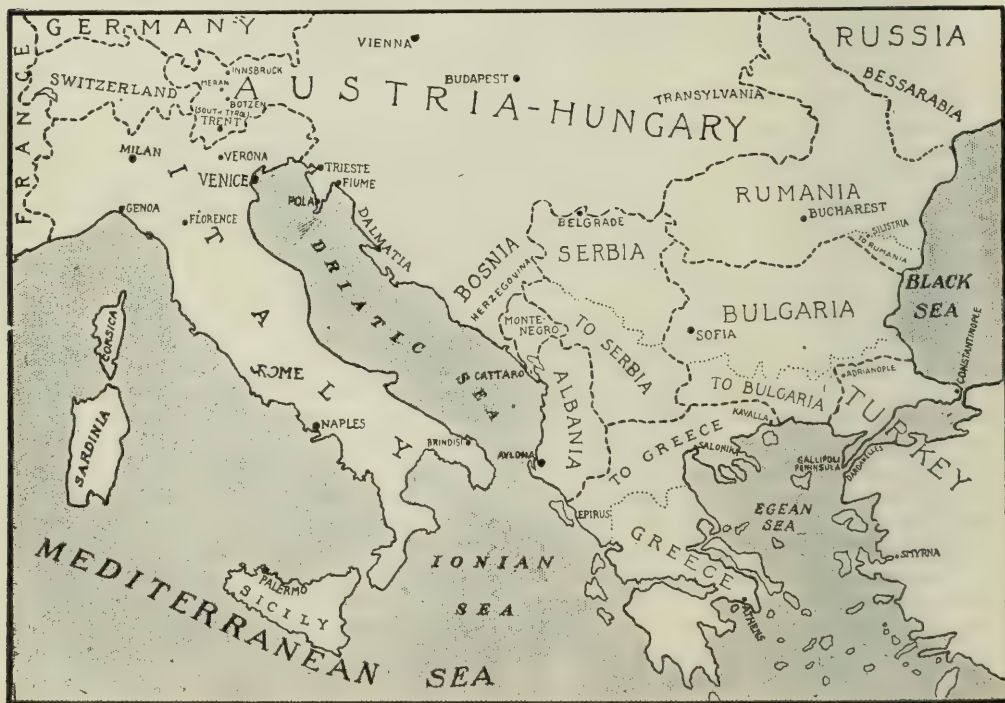 GERMANY
FRANCE
SWITZERLAND
VIENNA
RUSSIA
BESSARABIA
INNSBRUCK
MERAN
BOTZEN
(SOUTH TYROL)
TRENT
AUSTRIA-HUNGARY
BUDAPEST
TRANSYLVANIA
MILAN
VERONA
VENICE
TRIESTE
FIUME
POLA
GENOA
FLORENCE
DALMATIA
ITALY
DRIATIC
SEA
BOSNIA
HERZEGOVINA
BELGRADE
SERBIA
RUMANIA
BUCHAREST
SILISTRIA
TO RUMANIA
BLACK
SEA
MONTE-
NEGRO
TO SERBIA
SOFIA
BULGARIA
CONSTANTINOPLE
CORSICA
ROME
CATTARO
ALBANIA
TO BULGARIA
ADRIANOPLE
TURKEY
KAVALLA
SARDINIA
NAPLES
BRINDISI
AVLONA
TO GREECE
SALONIKA
GALLIPOLI
PENINSULA
DARDANELLES
EPIRUS
EGEAN
SEA
GREECE
SMYRNA
ATHENS
IONIAN
SEA
PALERMO
SICILY
MEDITERRANEAN SEA